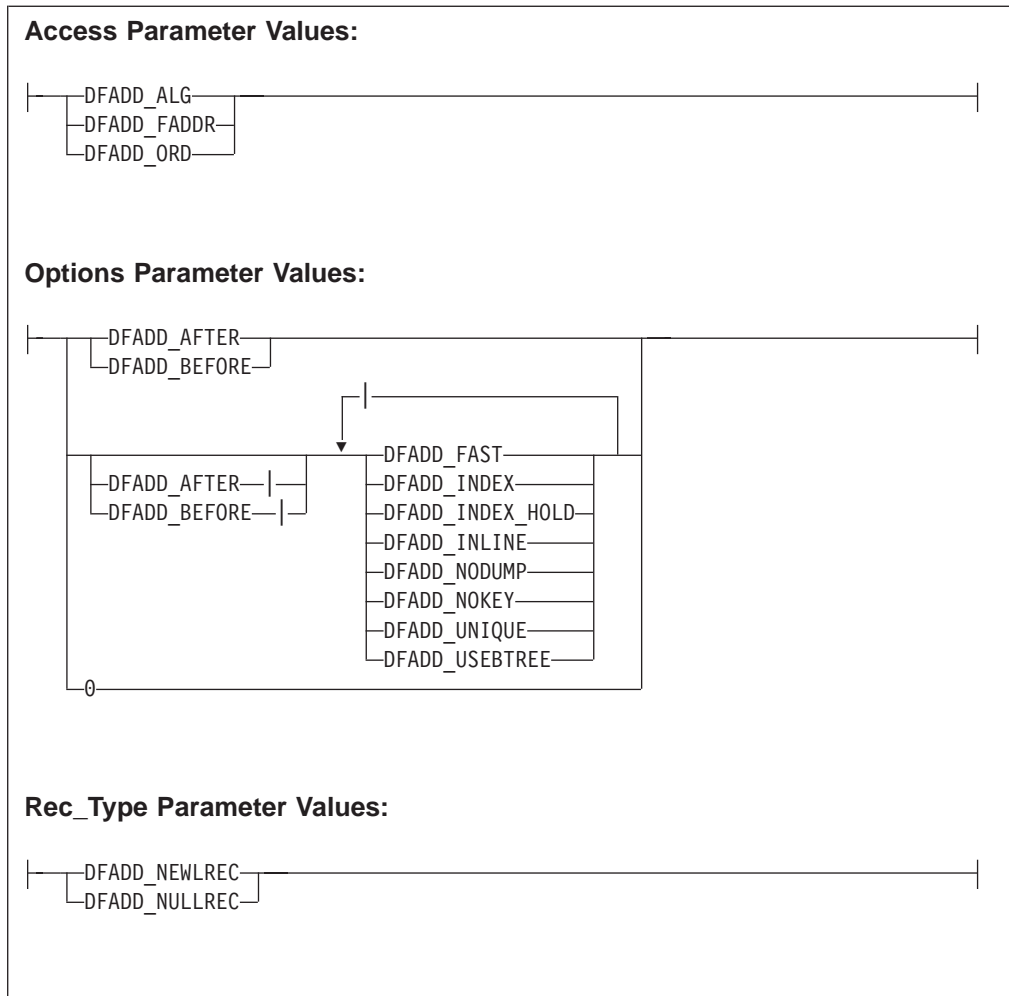 Access Parameter Values:
DFADD_ALG
DFADD_FADDR
DFADD_ORD
Options Parameter Values:
DFADD_AFTER
DFADD_BEFORE
|
DFADD_FAST
DFADD_AFTER | DFADD_INDEX
DFADD_BEFORE | DFADD_INDEX_HOLD
DFADD_INLINE
DFADD_NODUMP
DFADD_NOKEY
DFADD_UNIQUE
DFADD_USEBTREE
0
Rec_Type Parameter Values:
DFADD_NEWLREC
DFADD_NULLREC